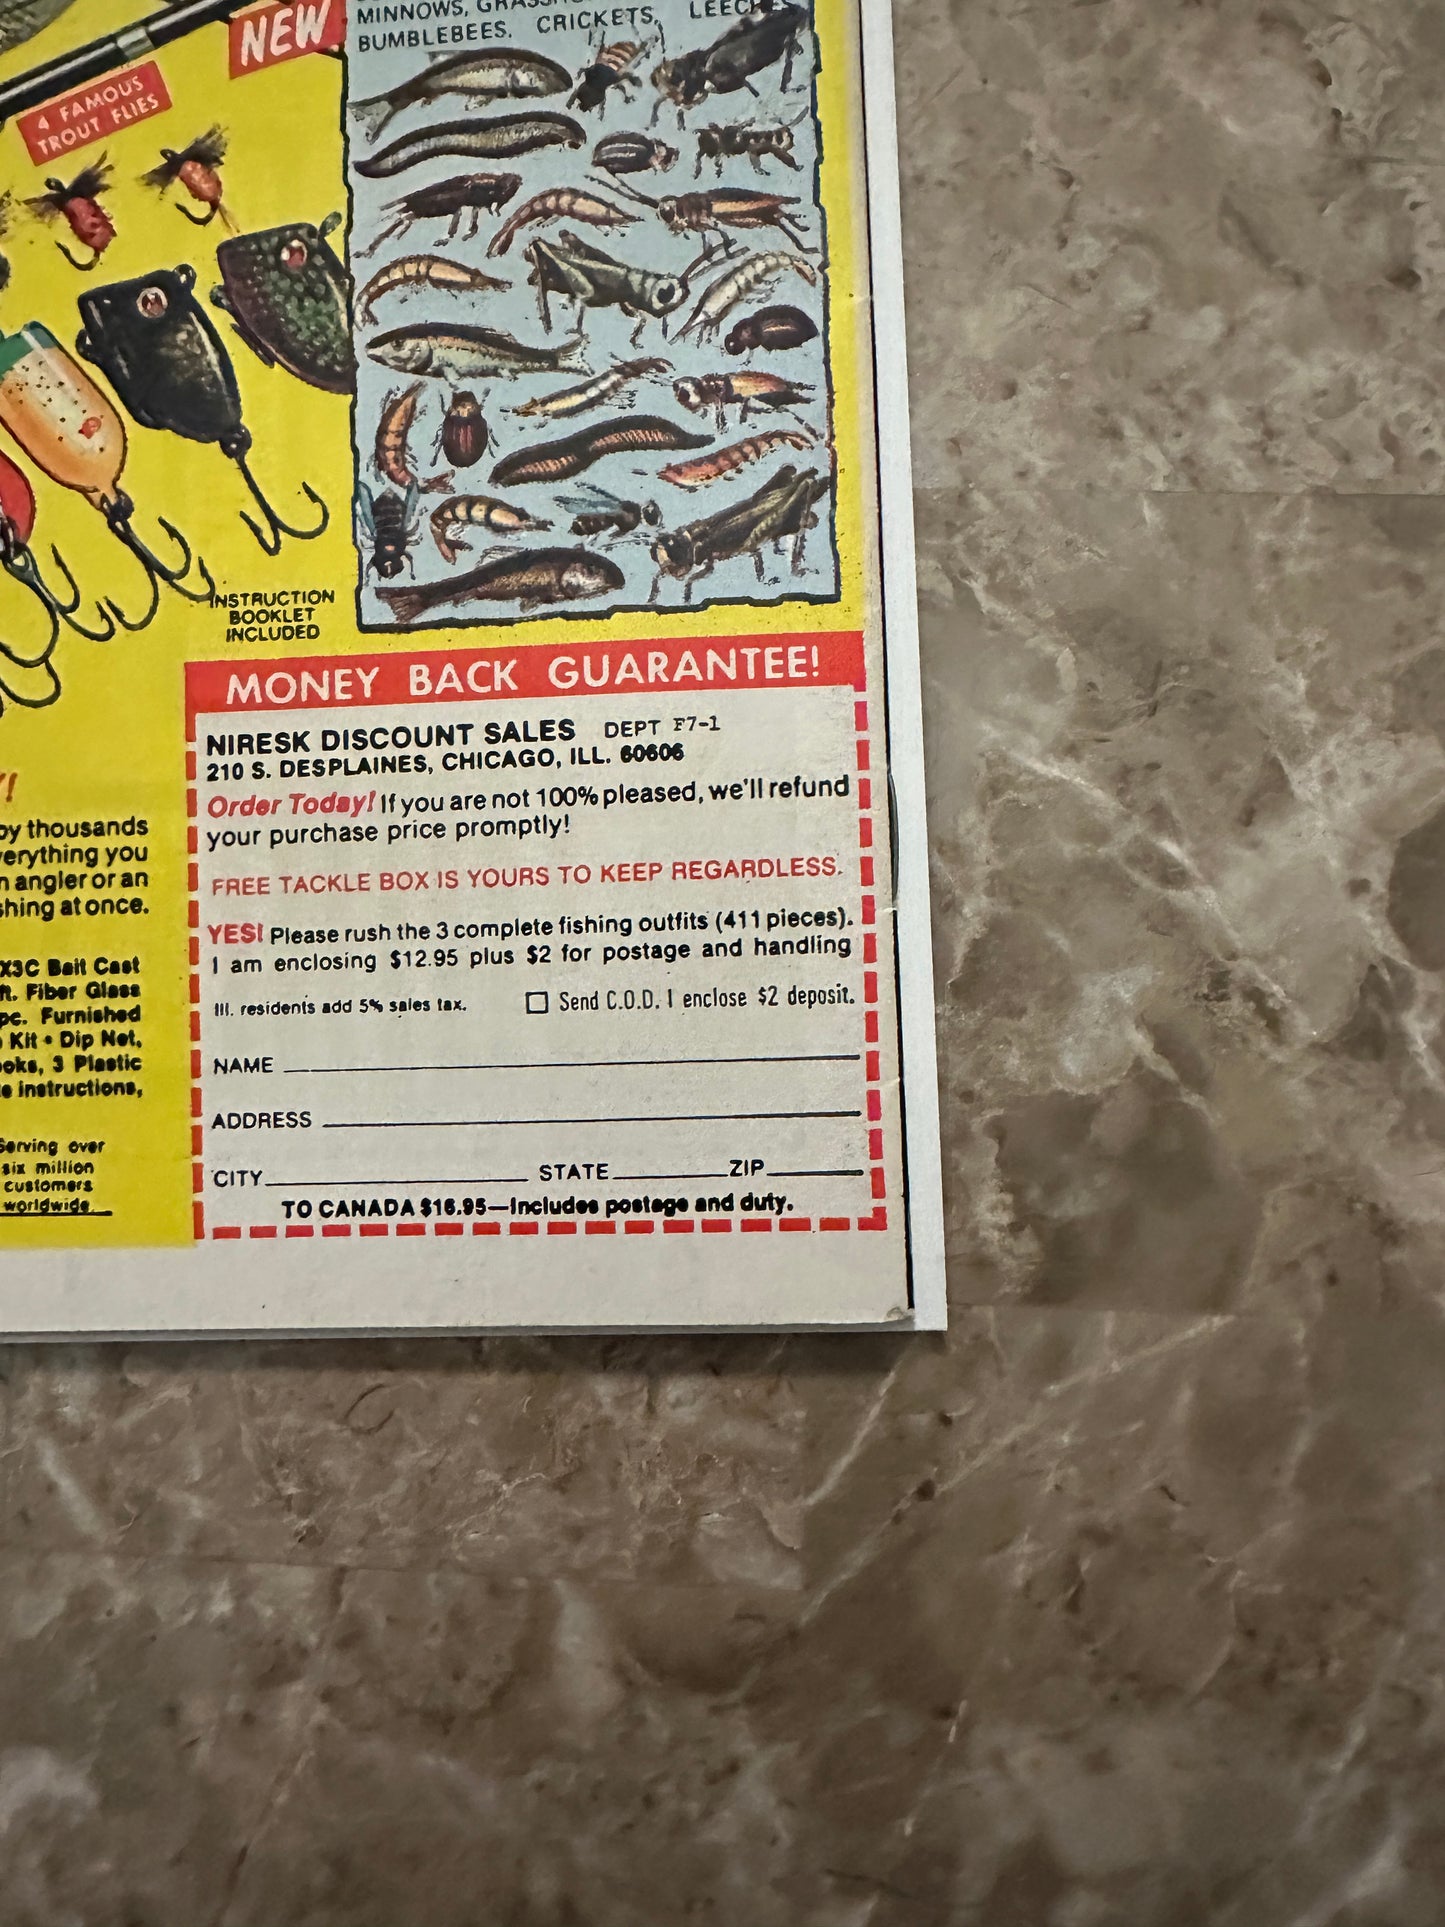 MINNOWS,
BUMBLEBEES. CRICKETS, LEECHES
NEW
4 FAMOUS
TROUT FLIES
INSTRUCTION
BOOKLET
INCLUDED
MONEY BACK GUARANTEE!
NIRESK DISCOUNT SALES DEPT F7-1
210 S. DESPLAINES, CHICAGO, ILL. 60606
Order Today! If you are not 100% pleased, we'll refund
your purchase price promptly!
FREE TACKLE BOX IS YOURS TO KEEP REGARDLESS.
YES! Please rush the 3 complete fishing outfits (411 pieces).
I am enclosing $12.95 plus $2 for postage and handling
Ill. residents add 5% sales tax. Send C.O.D. I enclose $2 deposit.
NAME
ADDRESS
CITY STATE ZIP
TO CANADA $16.95—Includes postage and duty.
by thousands
everything you
angler or an
at once.
X3C Bait Cast
ft. Fiber Glass
pc. Furnished
Kit • Dip Net,
3 Plastic
instructions,
Serving over
six million
customers
worldwide